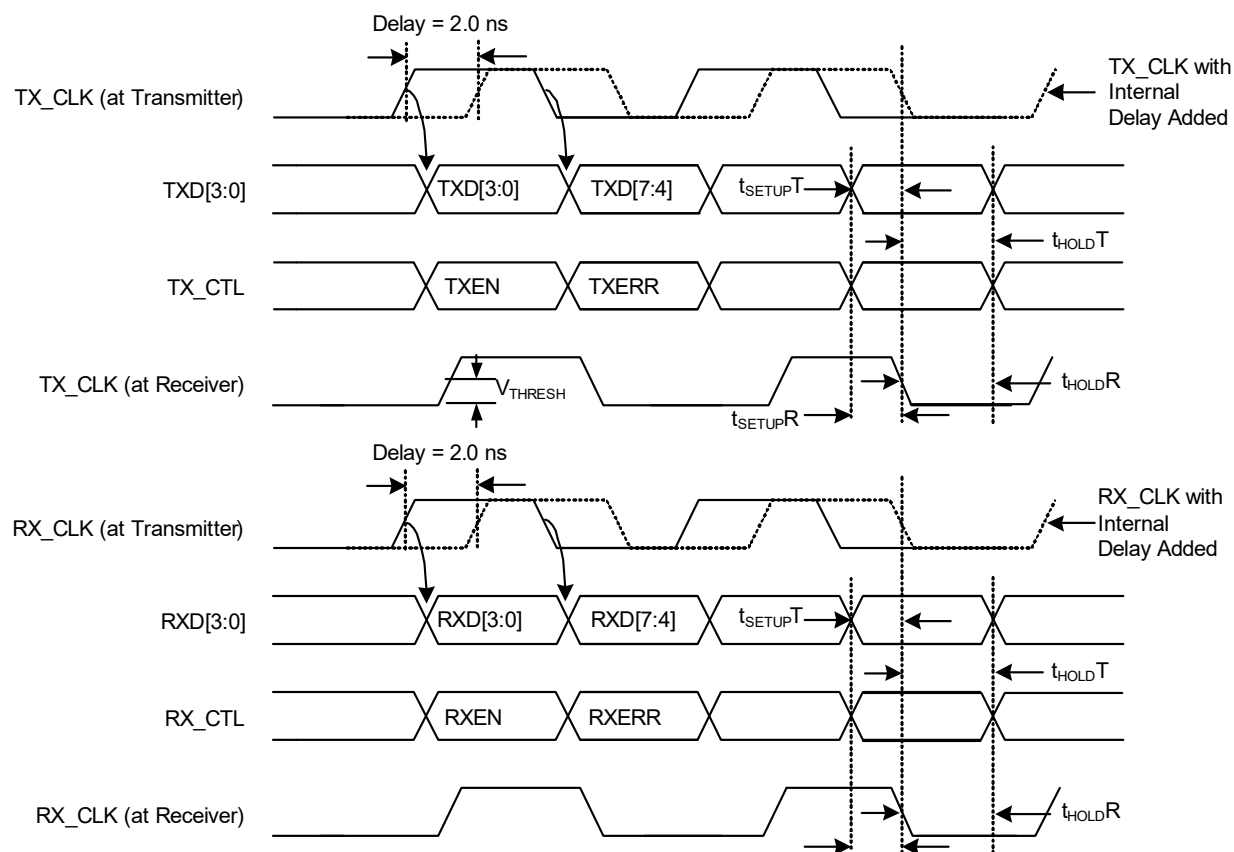 Delay = 2.0 ns
TX_CLK (at Transmitter)
TX_CLK with
Internal
Delay Added
TXD[3:0]
TXD[3:0]
TXD[7:4]
tSETUPT
tHOLDT
TX_CTL
TXEN
TXERR
TX_CLK (at Receiver)
VTHRESH
tHOLDR
tSETUPR
Delay = 2.0 ns
RX_CLK (at Transmitter)
RX_CLK with
Internal
Delay Added
RXD[3:0]
RXD[3:0]
RXD[7:4]
tSETUPT
tHOLDT
RX_CTL
RXEN
RXERR
RX_CLK (at Receiver)
tHOLDR